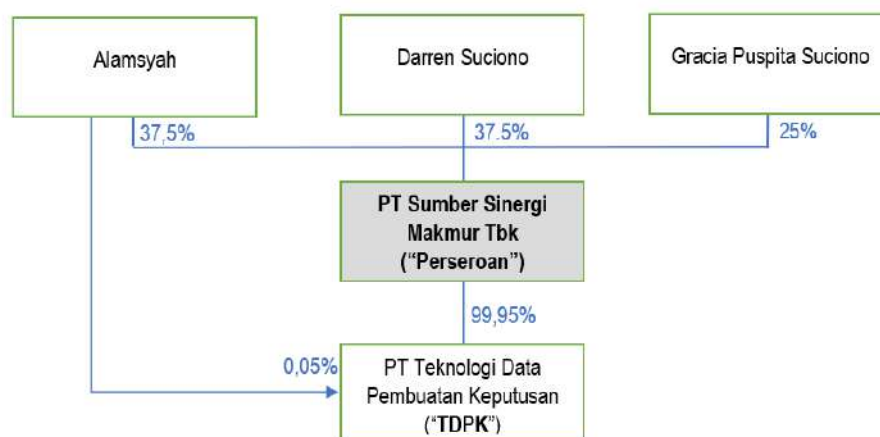 Alamsyah
Darren Suciono
Gracia Puspita Suciono
37,5%
37.5%
25%
PT Sumber Sinergi
Makmur Tbk
("Perseroan")
99,95%
0,05%
PT Teknologi Data
Pembuatan Keputusan
("TDPK")